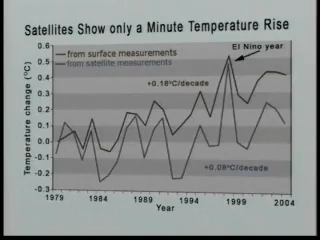 Satellites Show only a Minute Temperature Rise
0.6
El Nino year
from surface measurements
from satellite measurements
0.5
0.4
+0.18°C/decade
0.3
0.2
0.1
0.0
-0.1
+0.09°C/decade
-0.2
-0.3
Temperature change (°C)
1979
1984
1989
1994
1999
2004
Year